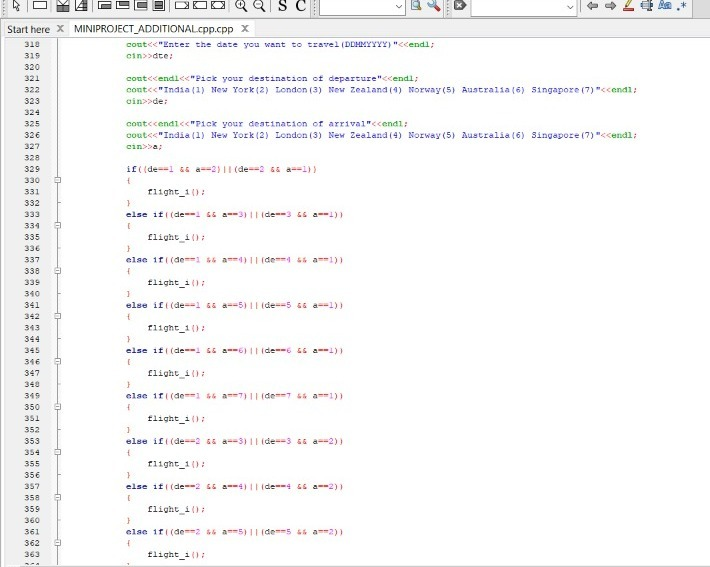 S C
Aa .*
Start here X MINIPROJECT_ADDITIONAL.cpp.cpp X
318 cout<<"Enter the date you want to travel(DDMMYYYY)"<<endl;
319 cin>>dte;
320
321 cout<<endl<<"Pick your destination of departure"<<endl;
322 cout<<"India(1) New York(2) London(3) New Zealand(4) Norway(5) Australia(6) Singapore(7)"<<endl;
323 cin>>de;
324
325 cout<<endl<<"Pick your destination of arrival"<<endl;
326 cout<<"India(1) New York(2) London(3) New Zealand(4) Norway(5) Australia(6) Singapore(7)"<<endl;
327 cin>>a;
328
329 if((de==1 && a==2)||(de==2 && a==1))
330 {
331 flight_i();
332 }
333 else if((de==1 && a==3)||(de==3 && a==1))
334 {
335 flight_i();
336 }
337 else if((de==1 && a==4)||(de==4 && a==1))
338 {
339 flight_i();
340 }
341 else if((de==1 && a==5)||(de==5 && a==1))
342 {
343 flight_i();
344 }
345 else if((de==1 && a==6)||(de==6 && a==1))
346 {
347 flight_i();
348 }
349 else if((de==1 && a==7)||(de==7 && a==1))
350 {
351 flight_i();
352 }
353 else if((de==2 && a==3)||(de==3 && a==2))
354 {
355 flight_i();
356 }
357 else if((de==2 && a==4)||(de==4 && a==2))
358 {
359 flight_i();
360 }
361 else if((de==2 && a==5)||(de==5 && a==2))
362 {
363 flight_i();